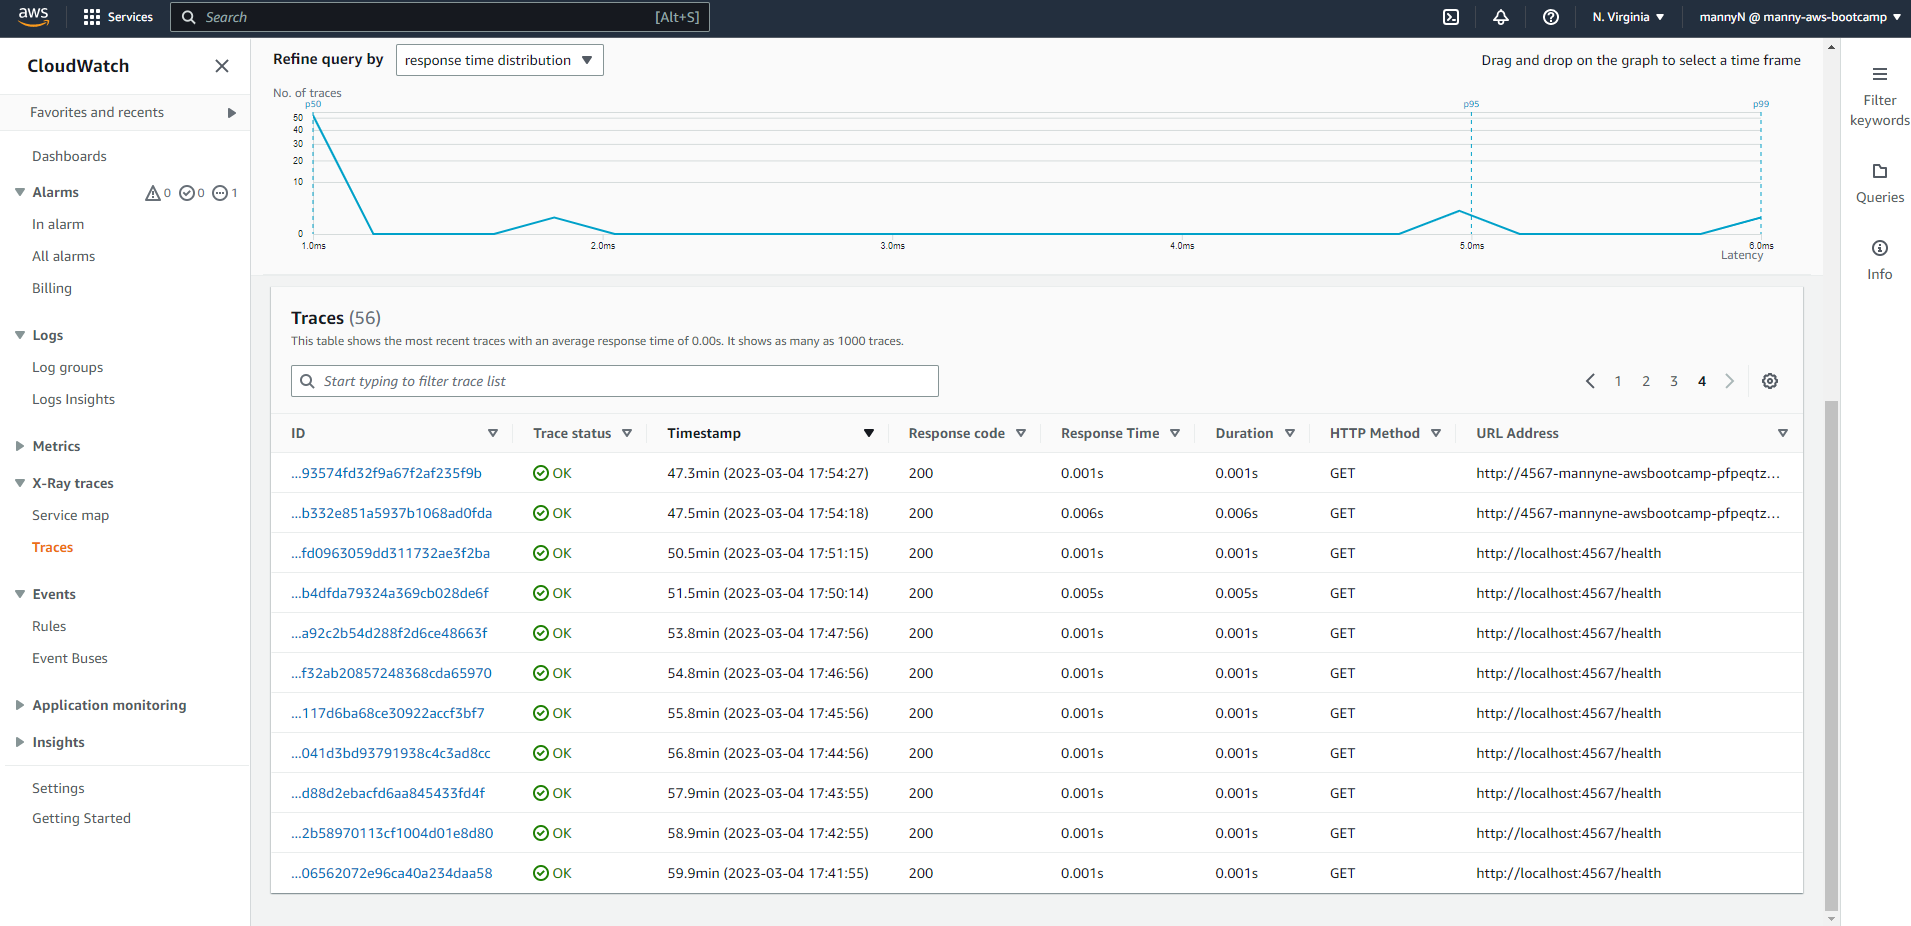 aws Services Search [Alt+S] N. Virginia mannyN @ manny-aws-bootcamp
CloudWatch
Favorites and recents
Dashboards
Alarms 0 0 1
In alarm
All alarms
Billing
Logs
Log groups
Logs Insights
Metrics
X-Ray traces
Service map
Traces
Events
Rules
Event Buses
Application monitoring
Insights
Settings
Getting Started
Refine query by response time distribution Drag and drop on the graph to select a time frame
No. of traces
p50 p95 p99
50
40
30
20
10
0
1.0ms 2.0ms 3.0ms 4.0ms 5.0ms 6.0ms
Latency
Traces (56)
This table shows the most recent traces with an average response time of 0.00s. It shows as many as 1000 traces.
Start typing to filter trace list 1 2 3 4
ID Trace status Timestamp Response code Response Time Duration HTTP Method URL Address
...93574fd32f9a67f2af235f9b OK 47.3min (2023-03-04 17:54:27) 200 0.001s 0.001s GET http://4567-mannyne-awsbootcamp-pfpeqtz...
...b332e851a5937b1068ad0fda OK 47.5min (2023-03-04 17:54:18) 200 0.006s 0.006s GET http://4567-mannyne-awsbootcamp-pfpeqtz...
...fd0963059dd311732ae3f2ba OK 50.5min (2023-03-04 17:51:15) 200 0.001s 0.001s GET http://localhost:4567/health
...b4dfda79324a369cb028de6f OK 51.5min (2023-03-04 17:50:14) 200 0.005s 0.005s GET http://localhost:4567/health
...a92c2b54d288f2d6ce48663f OK 53.8min (2023-03-04 17:47:56) 200 0.001s 0.001s GET http://localhost:4567/health
...f32ab20857248368cda65970 OK 54.8min (2023-03-04 17:46:56) 200 0.001s 0.001s GET http://localhost:4567/health
...117d6ba68ce30922accf3bf7 OK 55.8min (2023-03-04 17:45:56) 200 0.001s 0.001s GET http://localhost:4567/health
...041d3bd93791938c4c3ad8cc OK 56.8min (2023-03-04 17:44:56) 200 0.001s 0.001s GET http://localhost:4567/health
...d88d2ebacfd6aa845433fd4f OK 57.9min (2023-03-04 17:43:55) 200 0.001s 0.001s GET http://localhost:4567/health
...2b58970113cf1004d01e8d80 OK 58.9min (2023-03-04 17:42:55) 200 0.001s 0.001s GET http://localhost:4567/health
...06562072e96ca40a234daa58 OK 59.9min (2023-03-04 17:41:55) 200 0.001s 0.001s GET http://localhost:4567/health
Filter
keywords
Queries
Info